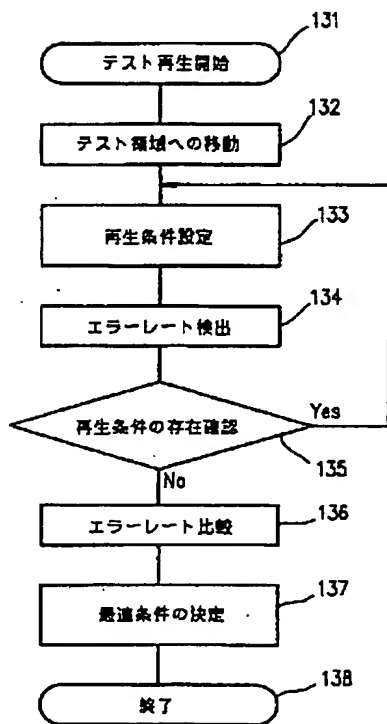 131
テスト再生開始
132
テスト領域への移動
133
再生条件設定
134
エラーレート検出
再生条件の存在確認
Yes
135
No
136
エラーレート比較
137
最適条件の決定
138
終了